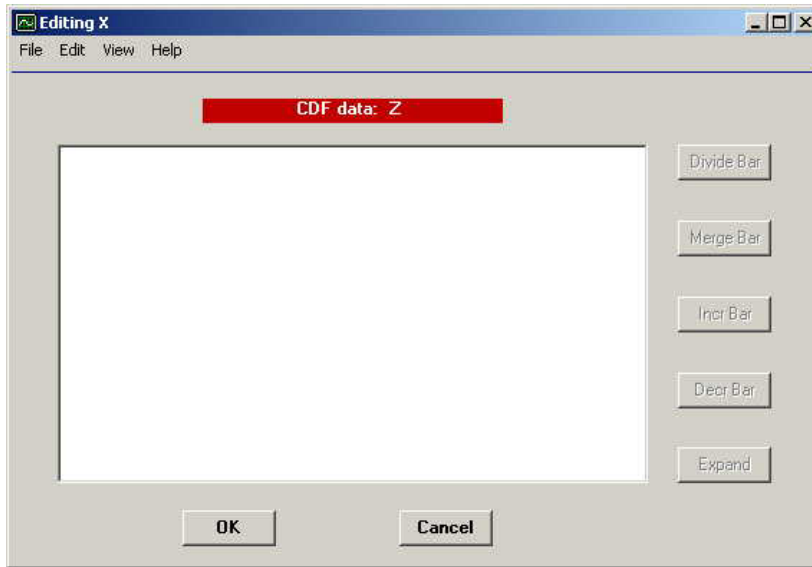 Editing X
File Edit View Help
CDF data: Z
Divide Bar
Merge Bar
Incr Bar
Decr Bar
Expand
OK Cancel